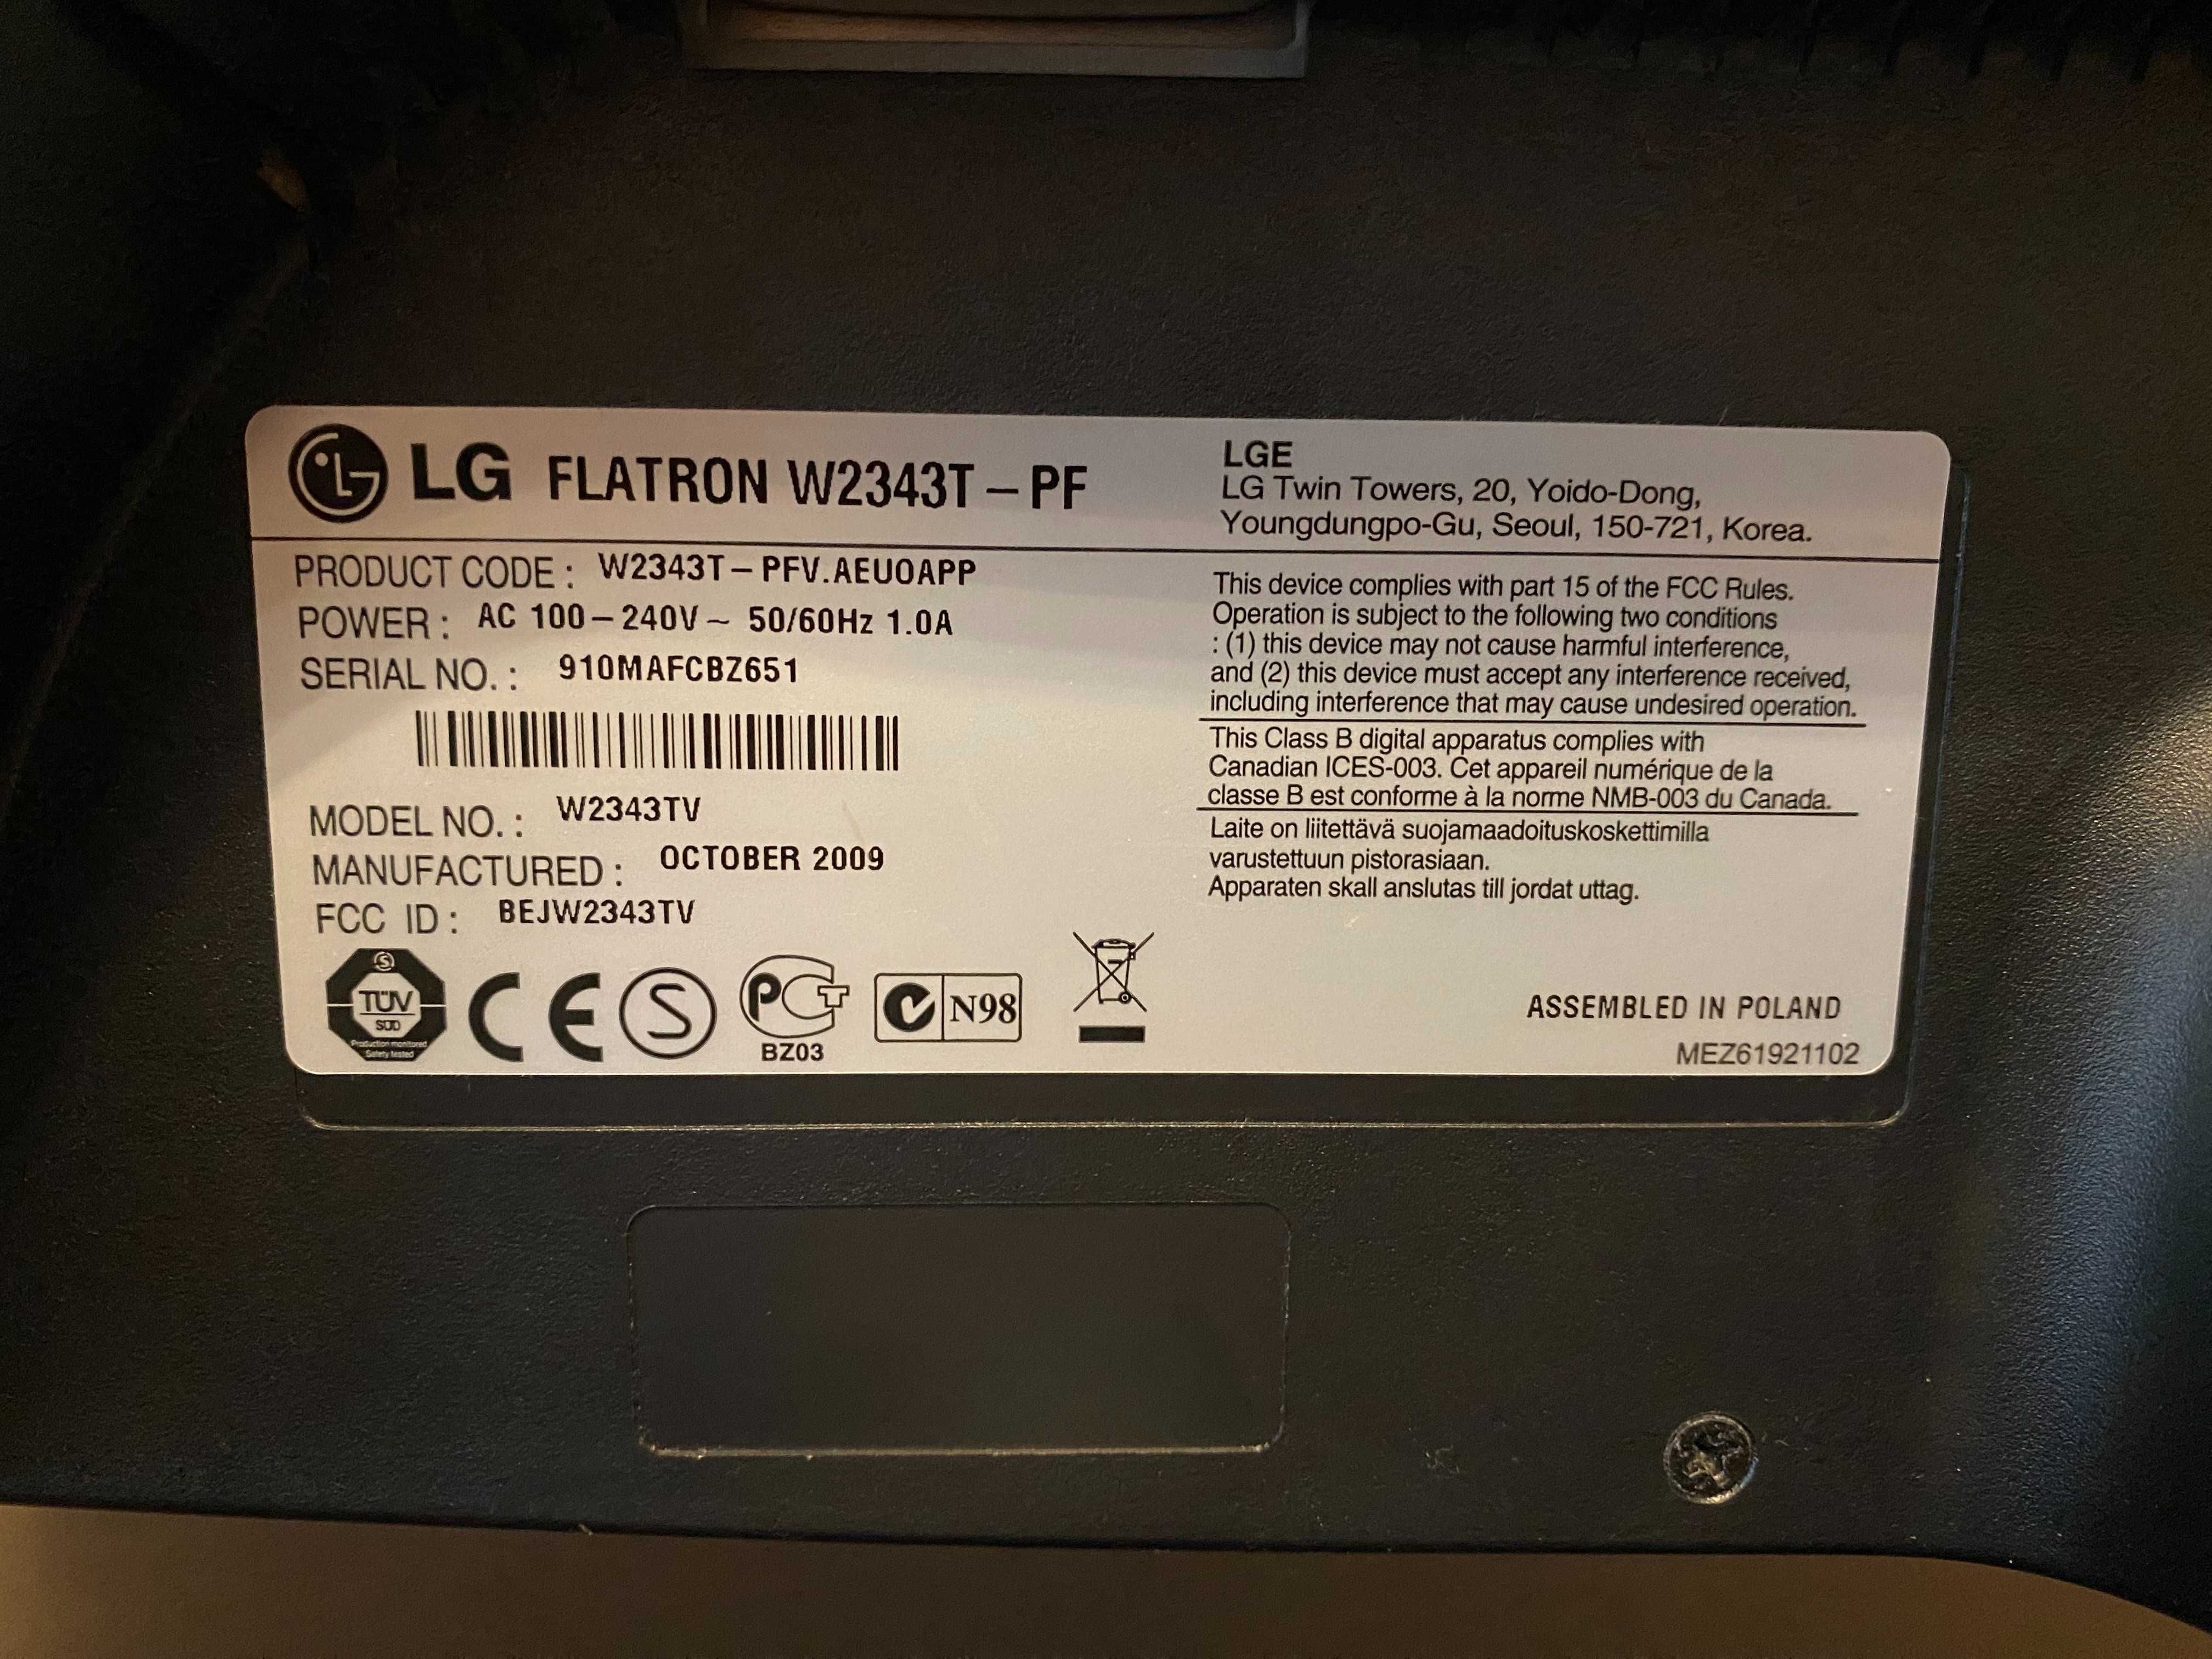 LG FLATRON W2343T-PF
LGE
LG Twin Towers, 20, Yoido-Dong,
Youngdungpo-Gu, Seoul, 150-721, Korea.
PRODUCT CODE : W2343T-PFV.AEUOAPP
POWER : AC 100-240V~ 50/60Hz 1.0A
SERIAL NO. : 910MAFCBZ651
MODEL NO. : W2343TV
MANUFACTURED : OCTOBER 2009
FCC ID : BEJW2343TV
S
TÜV
SÜD
Production monitored
Safety tested
CE
S
PCT
BZ03
N98
This device complies with part 15 of the FCC Rules.
Operation is subject to the following two conditions
: (1) this device may not cause harmful interference,
and (2) this device must accept any interference received,
including interference that may cause undesired operation.
This Class B digital apparatus complies with
Canadian ICES-003. Cet appareil numérique de la
classe B est conforme à la norme NMB-003 du Canada.
Laite on liitettävä suojamaadoituskoskettimilla
varustettuun pistorasiaan.
Apparaten skall anslutas till jordat uttag.
ASSEMBLED IN POLAND
MEZ61921102